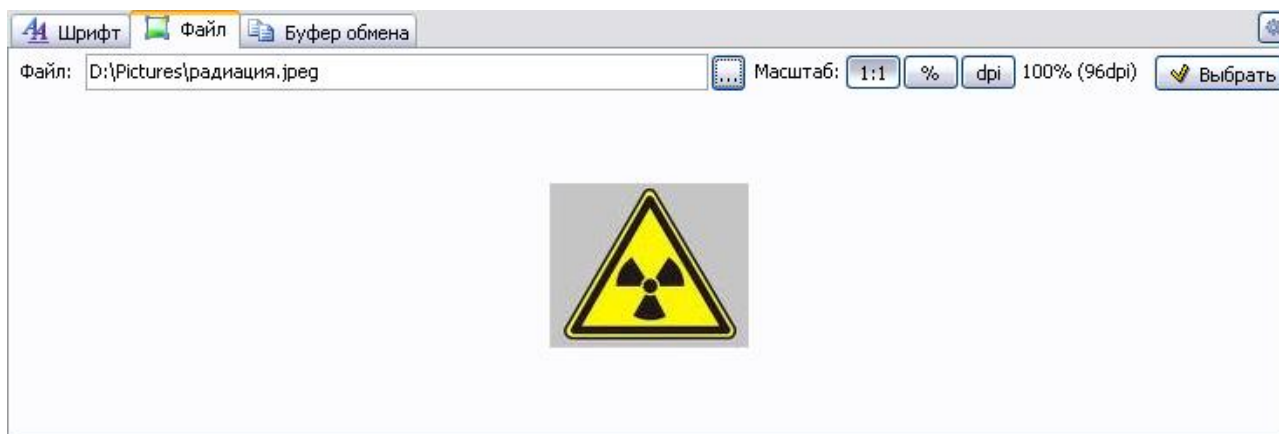 Шрифт Файл Буфер обмена
Файл: D:\Pictures\радиация.jpeg ... Масштаб: 1:1 % dpi 100% (96dpi) Выбрать